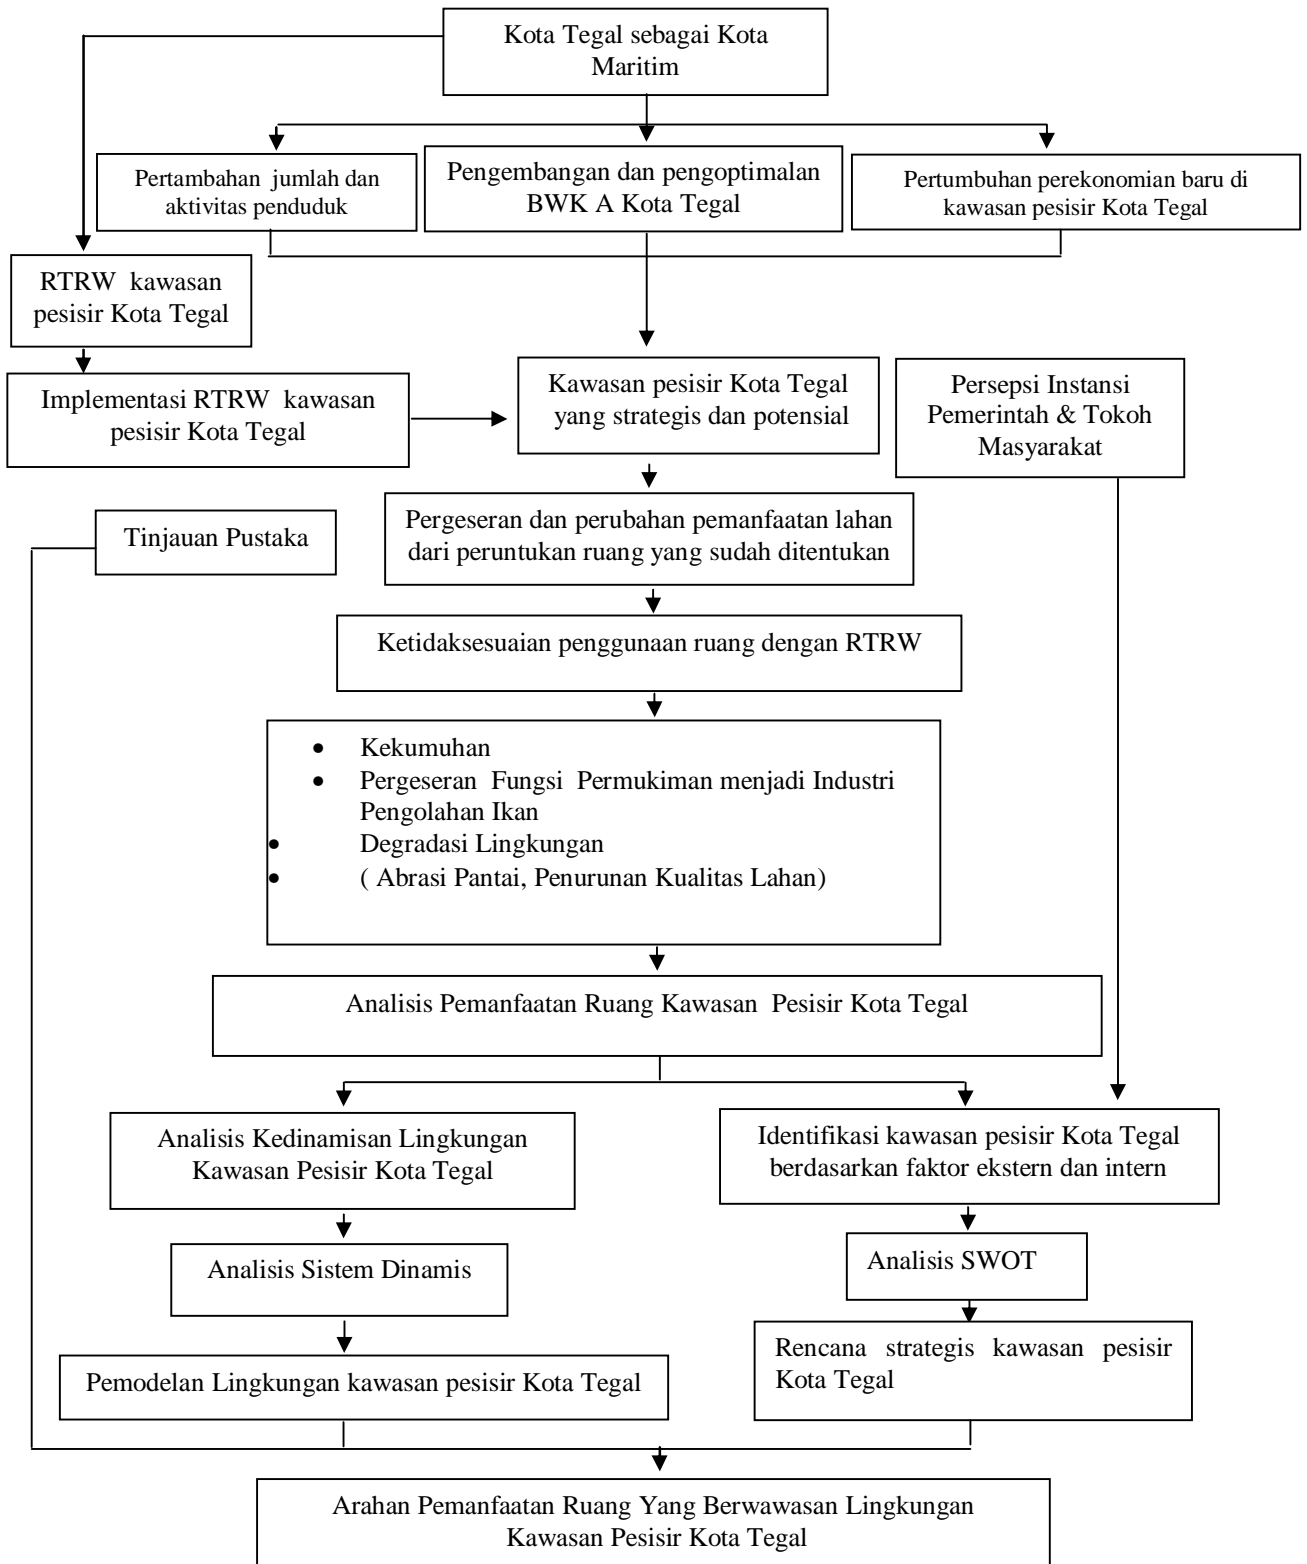 Kota Tegal sebagai Kota
Maritim
Pertambahan jumlah dan
aktivitas penduduk
Pengembangan dan pengoptimalan
BWK A Kota Tegal
Pertumbuhan perekonomian baru di
kawasan pesisir Kota Tegal
RTRW kawasan
pesisir Kota Tegal
Implementasi RTRW kawasan
pesisir Kota Tegal
Kawasan pesisir Kota Tegal
yang strategis dan potensial
Persepsi Instansi
Pemerintah & Tokoh
Masyarakat
Tinjauan Pustaka
Pergeseran dan perubahan pemanfaatan lahan
dari peruntukan ruang yang sudah ditentukan
Ketidaksesuaian penggunaan ruang dengan RTRW
• Kekumuhan
• Pergeseran Fungsi Permukiman menjadi Industri
Pengolahan Ikan
• Degradasi Lingkungan
• ( Abrasi Pantai, Penurunan Kualitas Lahan)
Analisis Pemanfaatan Ruang Kawasan Pesisir Kota Tegal
Analisis Kedinamisan Lingkungan
Kawasan Pesisir Kota Tegal
Identifikasi kawasan pesisir Kota Tegal
berdasarkan faktor ekstern dan intern
Analisis Sistem Dinamis
Analisis SWOT
Pemodelan Lingkungan kawasan pesisir Kota Tegal
Rencana strategis kawasan pesisir
Kota Tegal
Arahan Pemanfaatan Ruang Yang Berwawasan Lingkungan
Kawasan Pesisir Kota Tegal